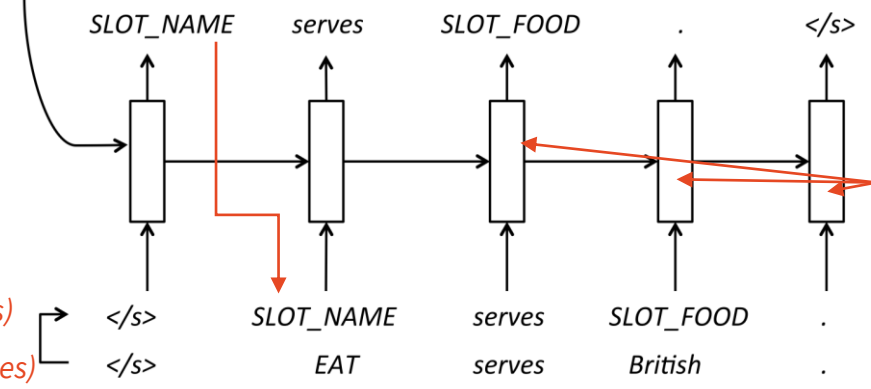 SLOT_NAME serves SLOT_FOOD . </s>
s) </s> SLOT_NAME serves SLOT_FOOD .
es) </s> EAT serves British .